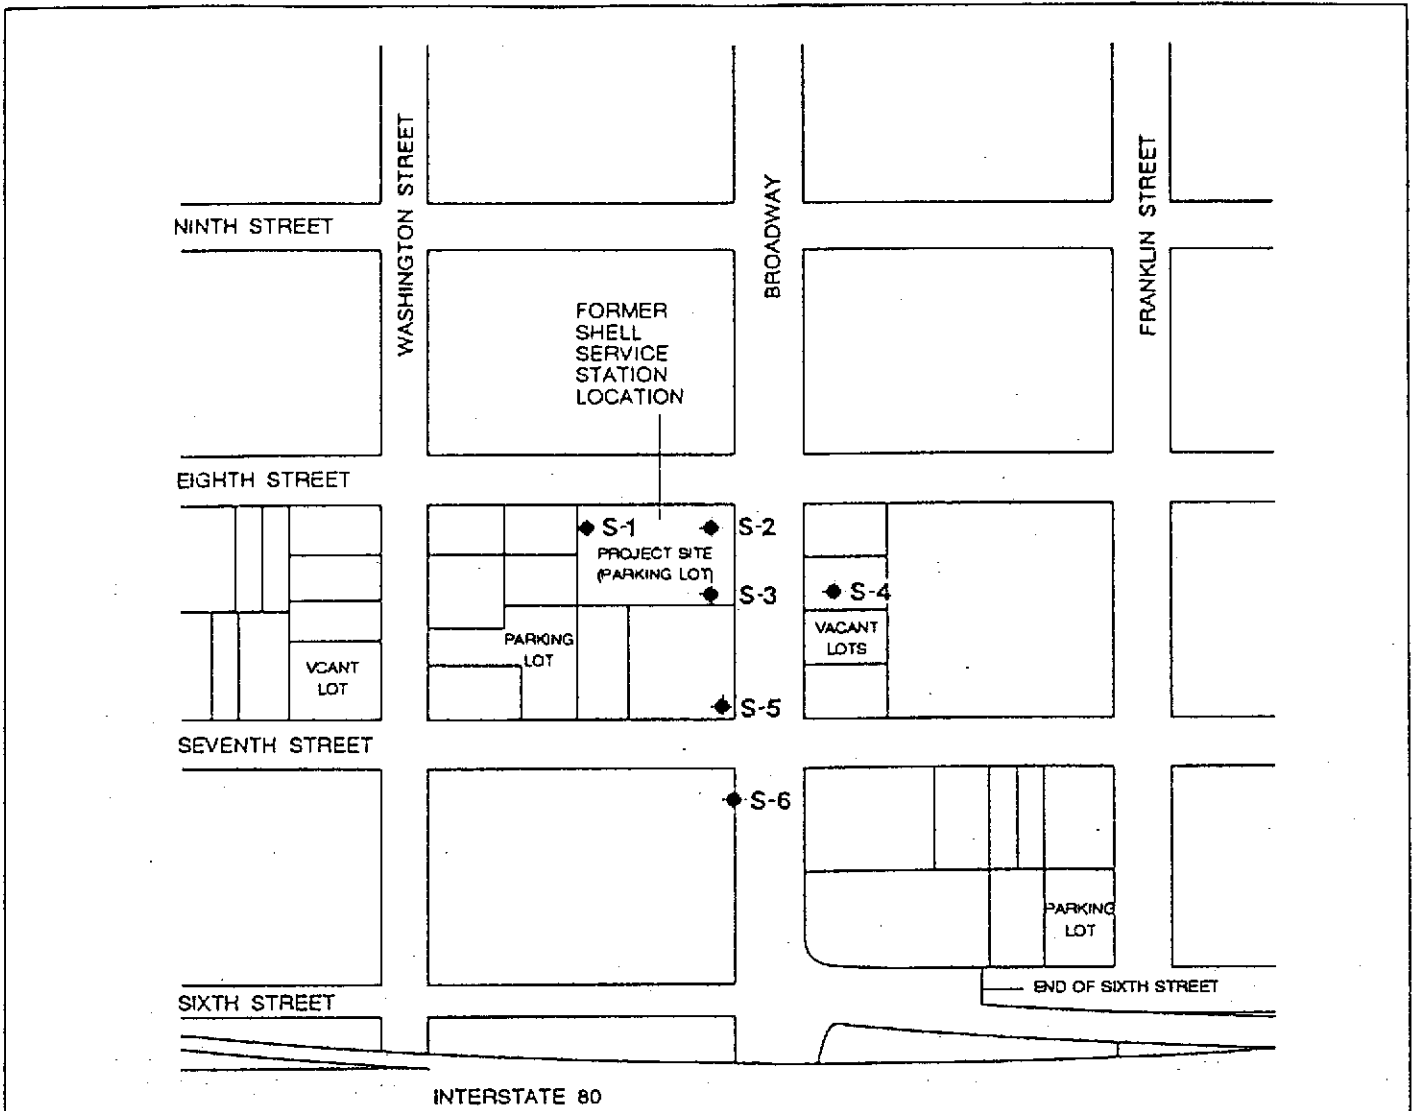 WASHINGTON STREET
BROADWAY
FRANKLIN STREET
NINTH STREET
FORMER
SHELL
SERVICE
STATION
LOCATION
EIGHTH STREET
S-1
S-2
PROJECT SITE
(PARKING LOT)
S-3
S-4
VACANT
LOTS
PARKING
LOT
VCANT
LOT
S-5
SEVENTH STREET
S-6
PARKING
LOT
END OF SIXTH STREET
SIXTH STREET
INTERSTATE 80